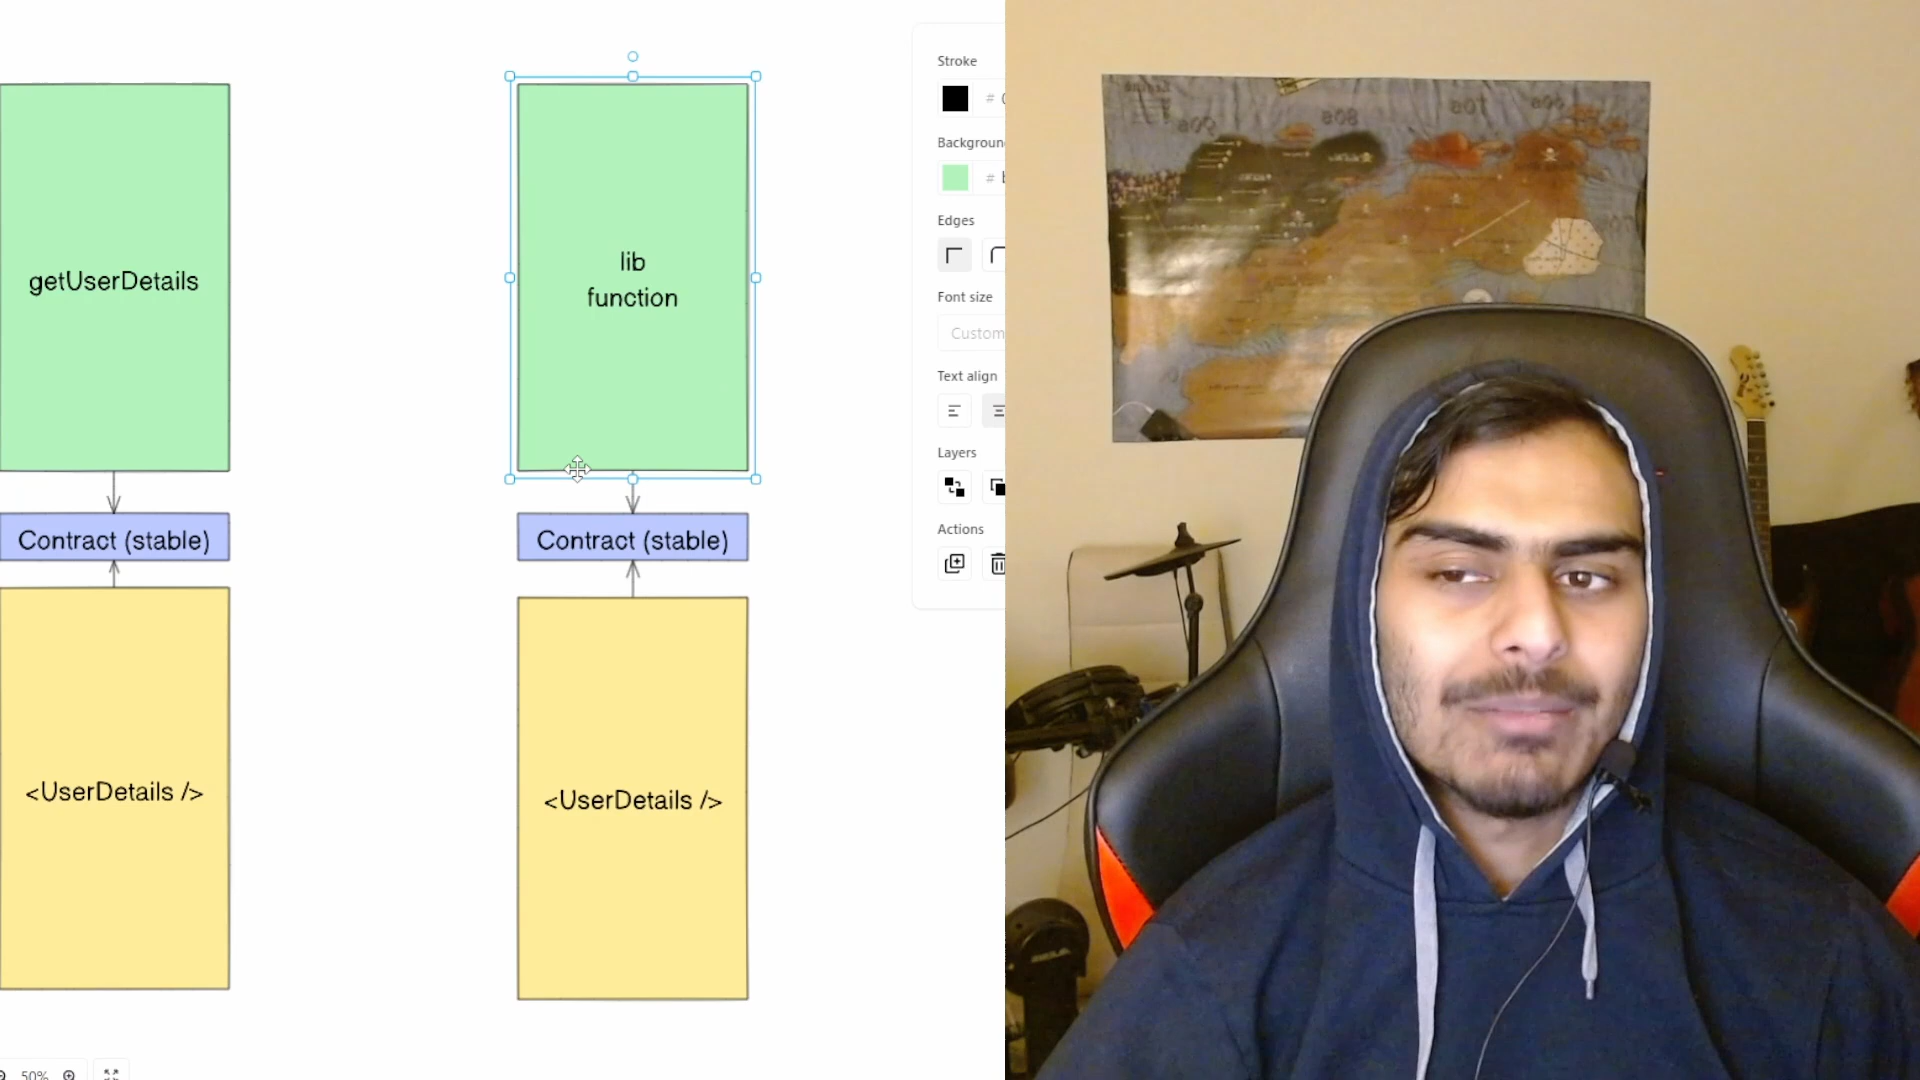 getUserDetails
Contract (stable)
<UserDetails />
lib
function
Contract (stable)
<UserDetails />
Stroke
#
Background
#
Edges
Font size
Custom
Text align
Layers
Actions
50%